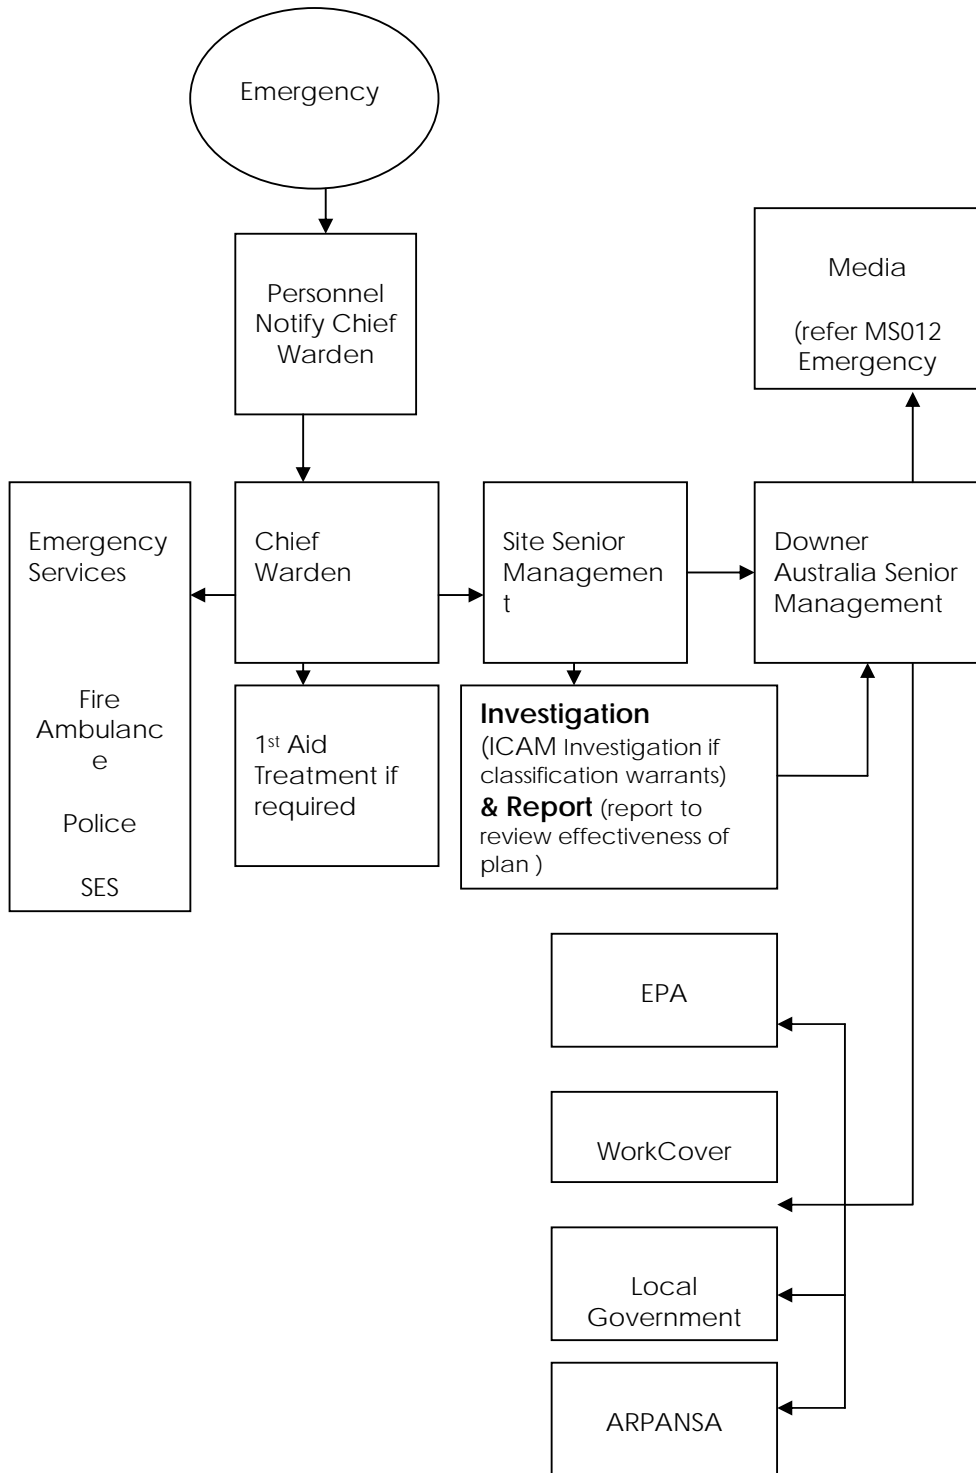 Emergency
Personnel
Notify Chief
Warden
Media
(refer MS012
Emergency
Emergency
Services
Fire
Ambulanc
e
Police
SES
Chief
Warden
Site Senior
Managemen
t
Downer
Australia Senior
Management
1st Aid
Treatment if
required
Investigation
(ICAM Investigation if
classification warrants)
& Report (report to
review effectiveness of
plan )
EPA
WorkCover
Local
Government
ARPANSA